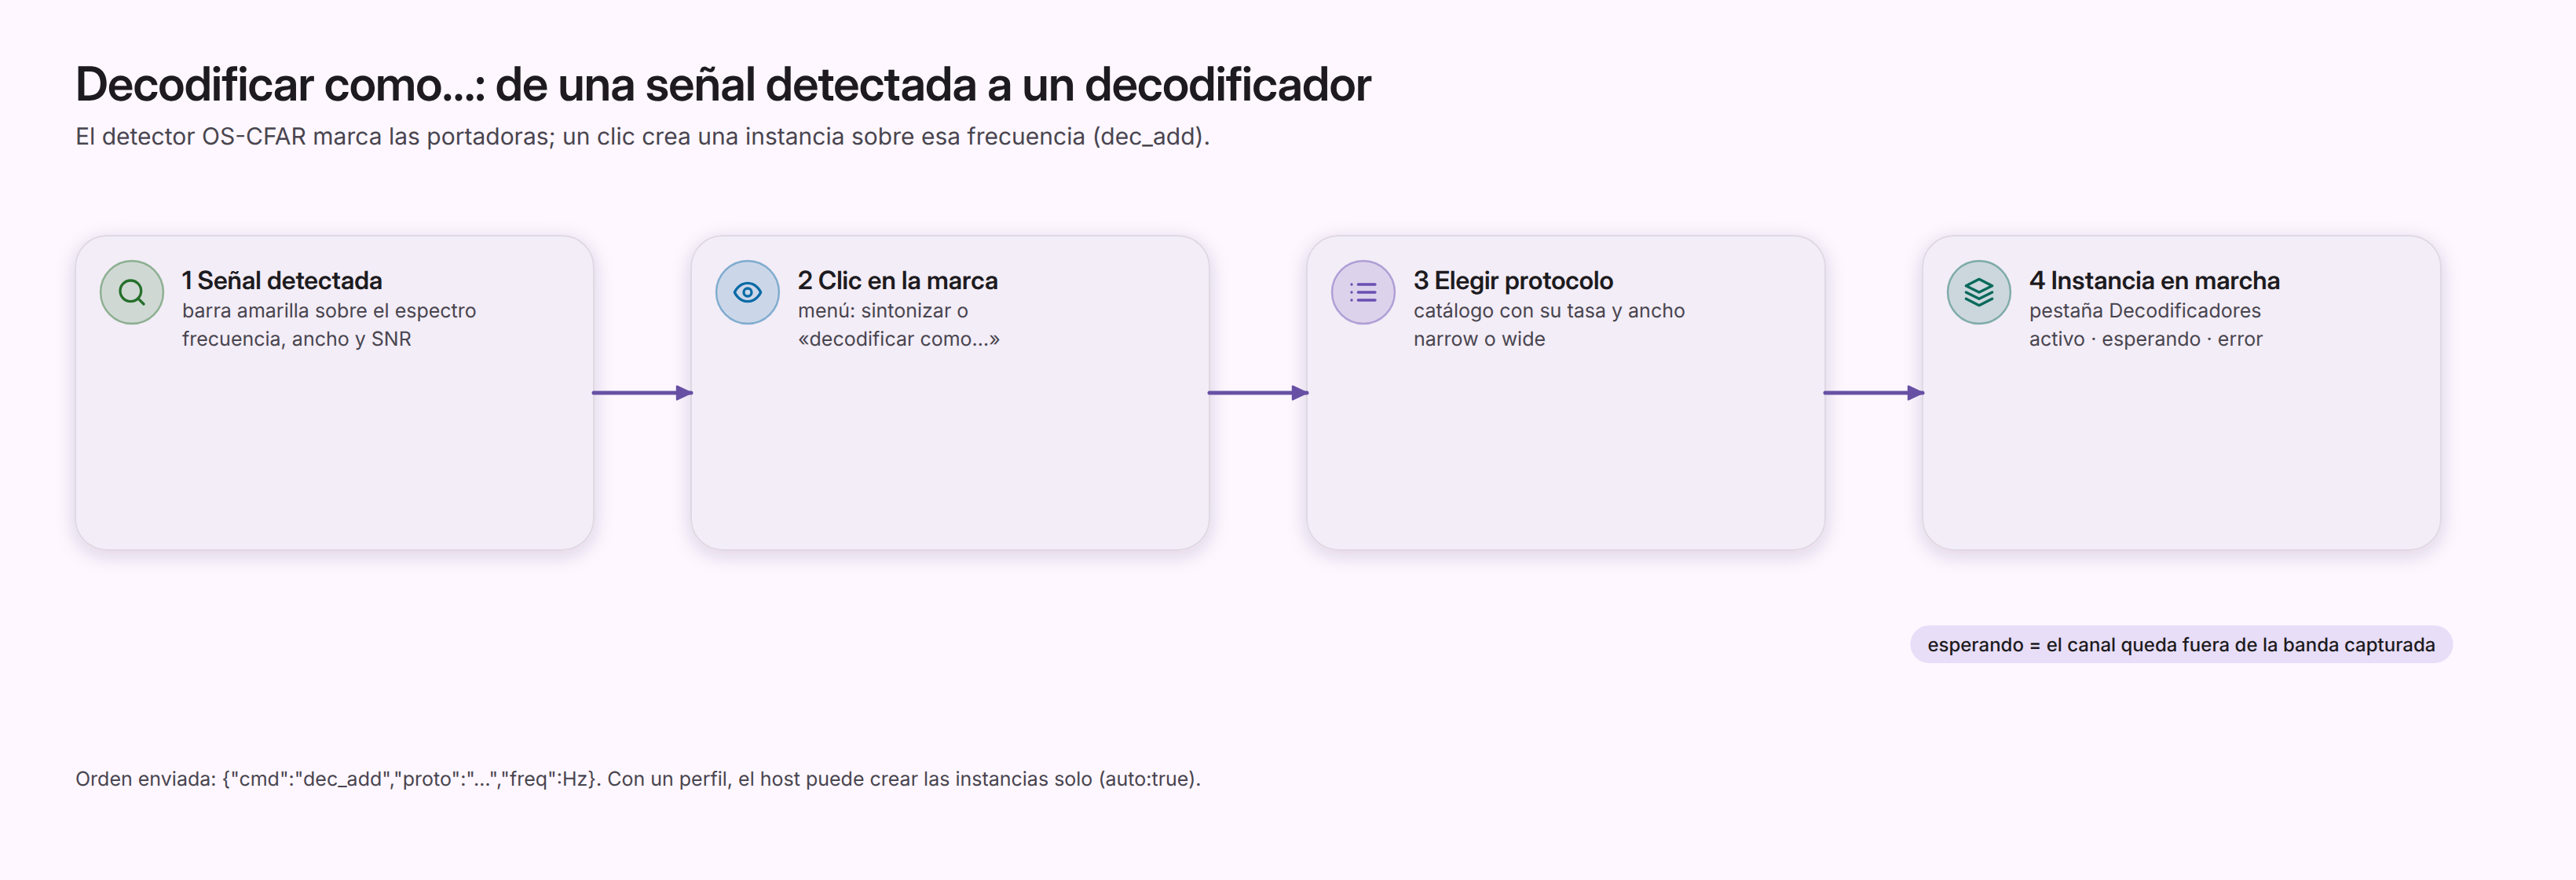 Decodificar como...: de una señal detectada a un decodificador
El detector OS-CFAR marca las portadoras; un clic crea una instancia sobre esa frecuencia (dec_add).
1 Señal detectada
barra amarilla sobre el espectro
frecuencia, ancho y SNR
2 Clic en la marca
menú: sintonizar o
«decodificar como...»
3 Elegir protocolo
catálogo con su tasa y ancho
narrow o wide
4 Instancia en marcha
pestaña Decodificadores
activo · esperando · error
esperando = el canal queda fuera de la banda capturada
Orden enviada: {"cmd":"dec_add","proto":"...","freq":Hz}. Con un perfil, el host puede crear las instancias solo (auto:true).